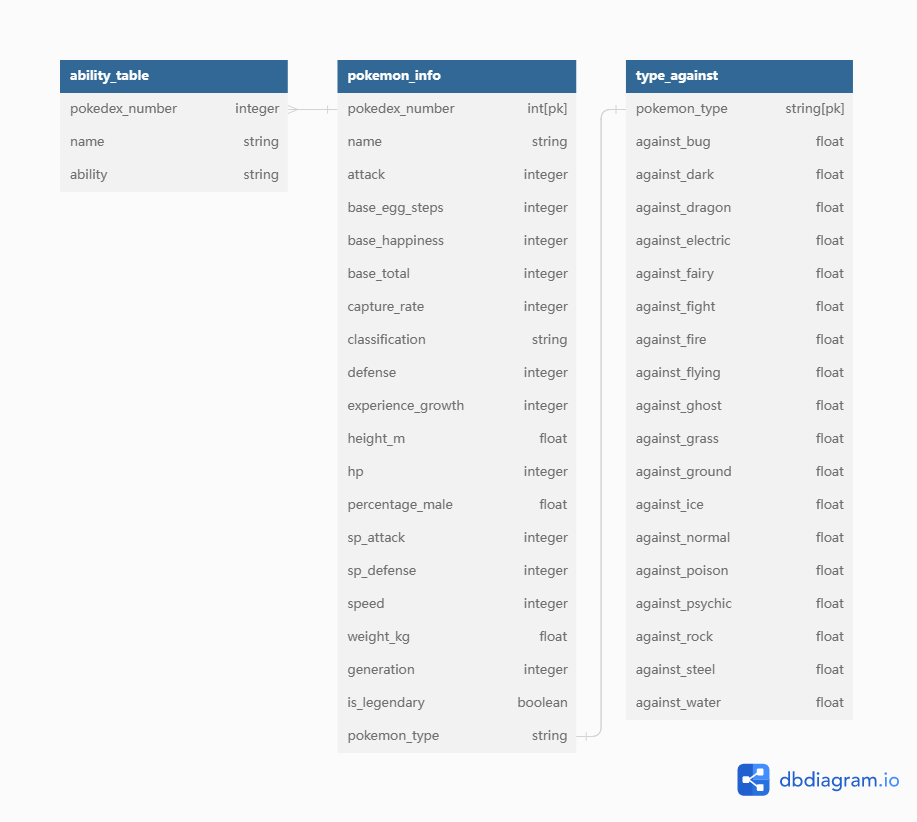 ability_table
pokedex_number integer
name string
ability string
pokemon_info
pokedex_number int[pk]
name string
attack integer
base_egg_steps integer
base_happiness integer
base_total integer
capture_rate integer
classification string
defense integer
experience_growth integer
height_m float
hp integer
percentage_male float
sp_attack integer
sp_defense integer
speed integer
weight_kg float
generation integer
is_legendary boolean
pokemon_type string
type_against
pokemon_type string[pk]
against_bug float
against_dark float
against_dragon float
against_electric float
against_fairy float
against_fight float
against_fire float
against_flying float
against_ghost float
against_grass float
against_ground float
against_ice float
against_normal float
against_poison float
against_psychic float
against_rock float
against_steel float
against_water float
dbdiagram.io